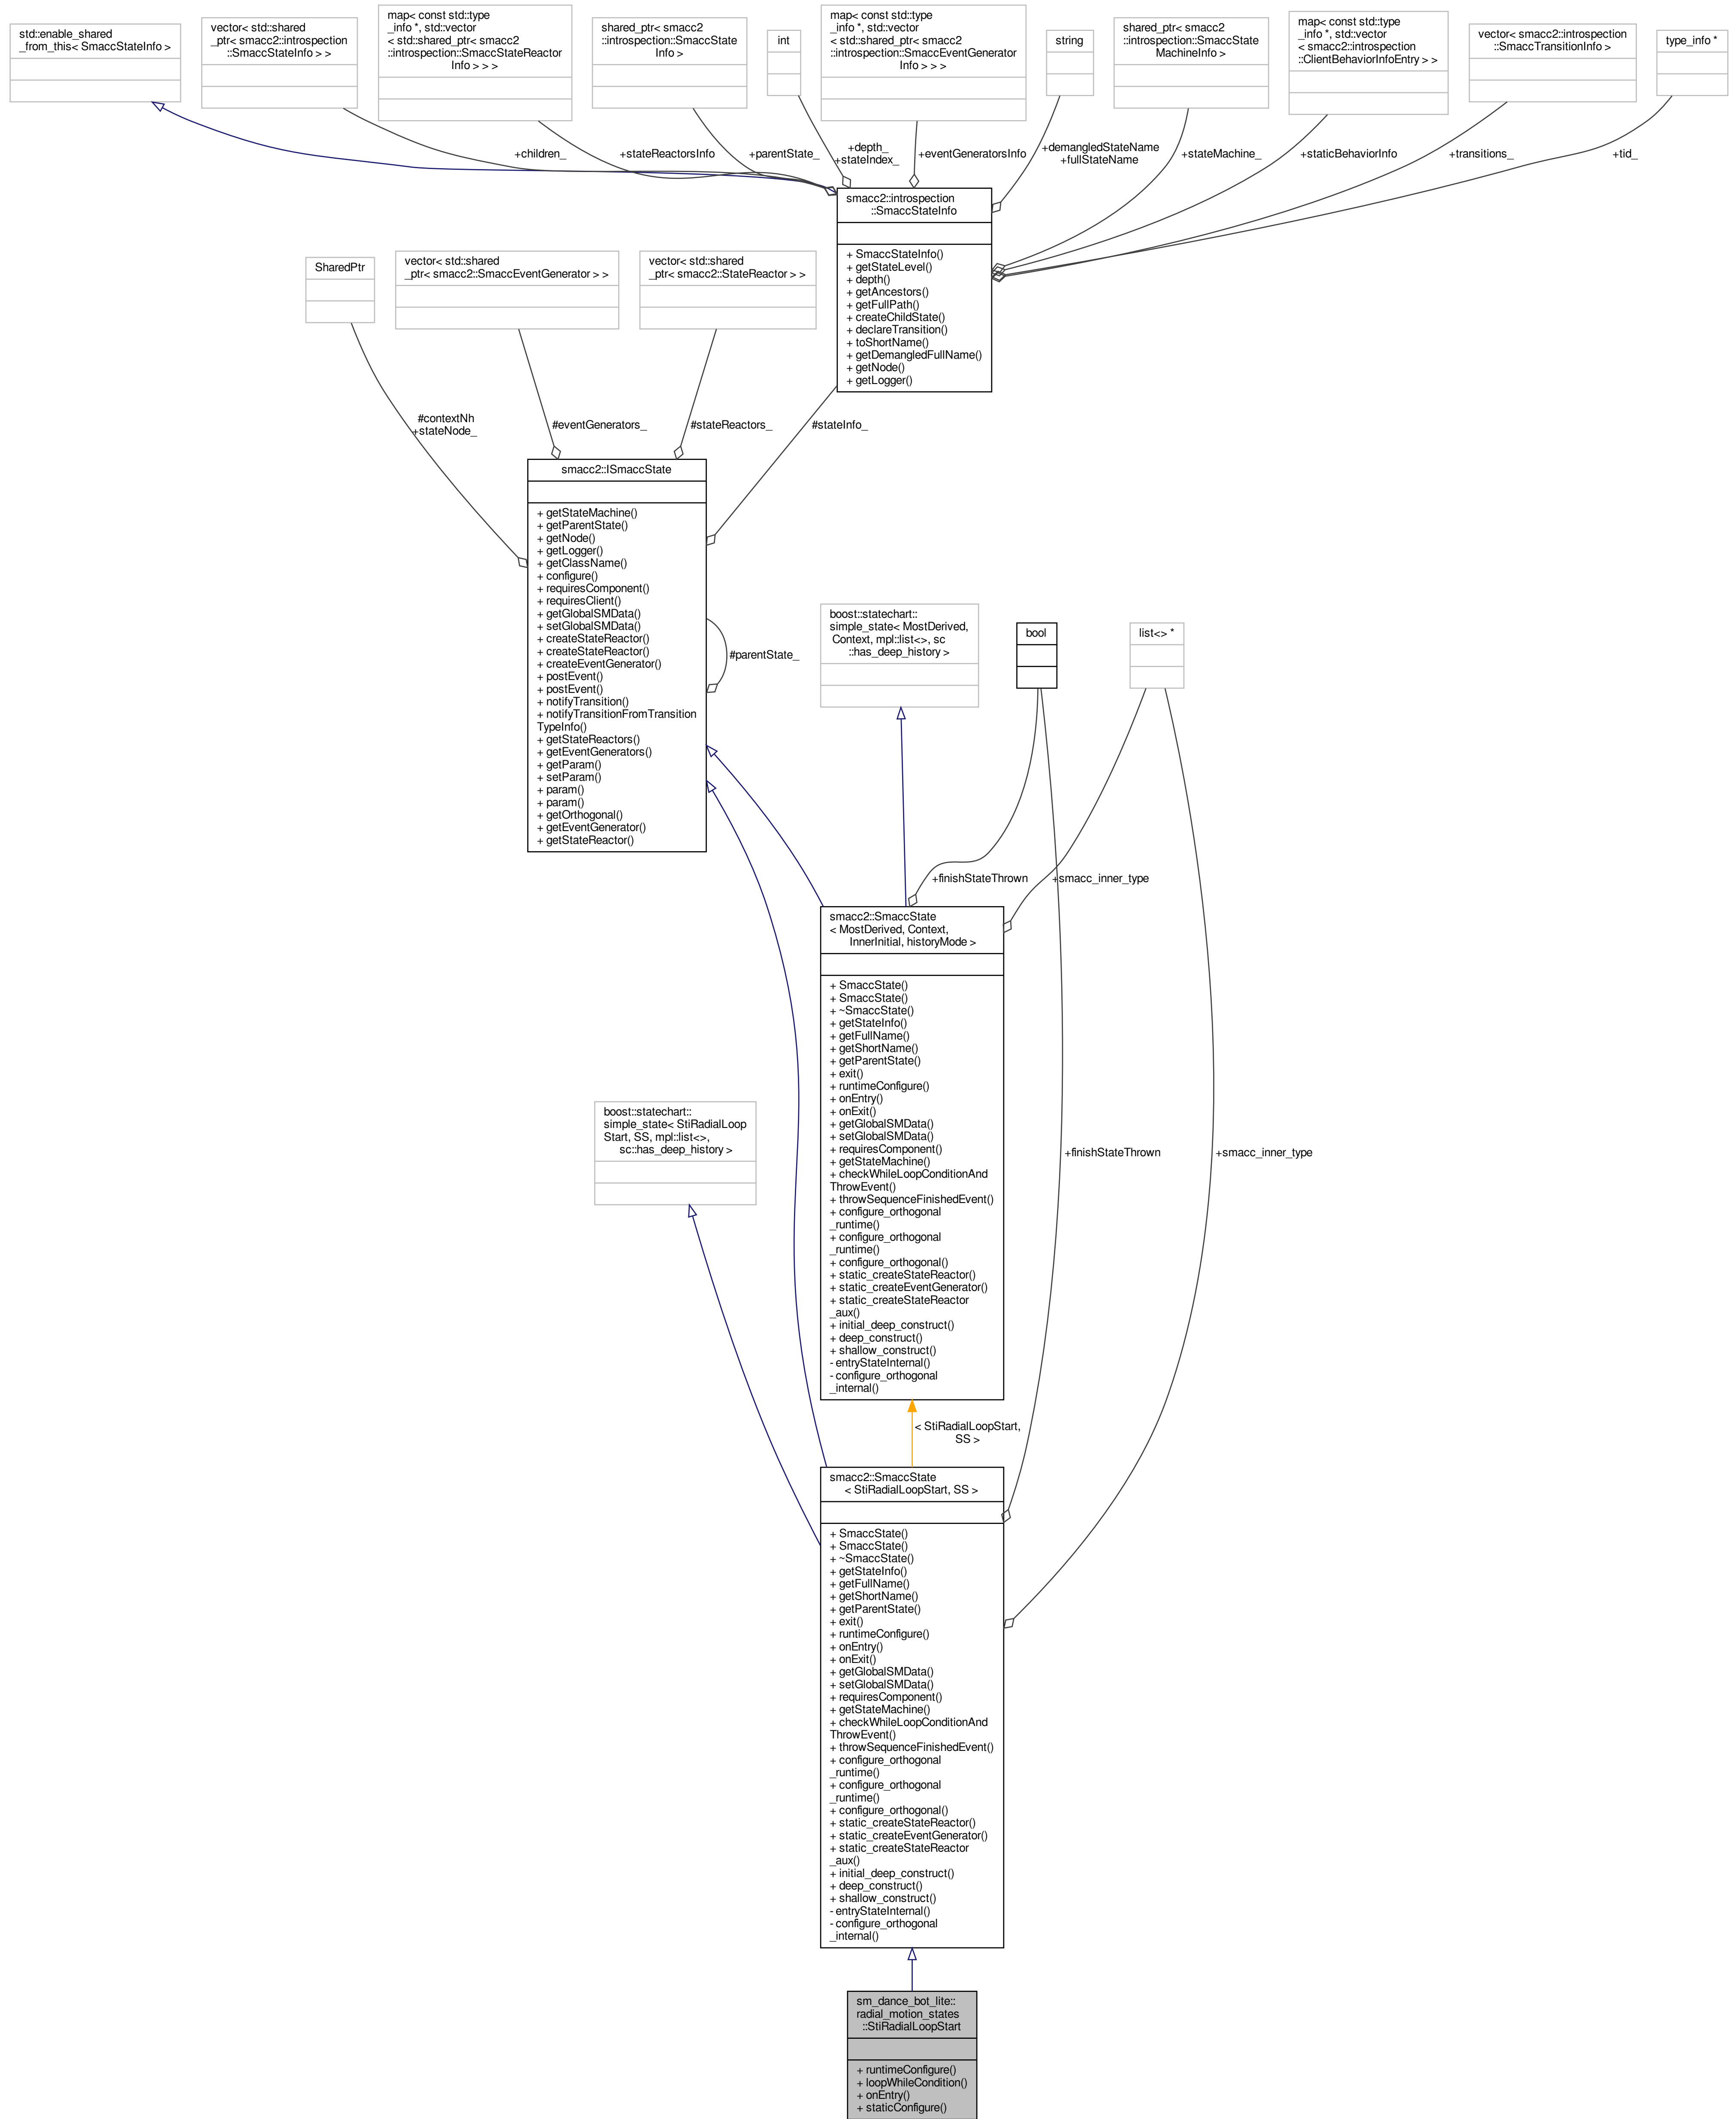 std::enable_shared
_from_this< SmaccStateInfo >
vector< std::shared
_ptr< smacc2::introspection
::SmaccStateInfo > >
map< const std::type
_info *, std::vector
< std::shared_ptr< smacc2
::introspection::SmaccStateReactor
Info > > >
shared_ptr< smacc2
::introspection::SmaccState
Info >
int
map< const std::type
_info *, std::vector
< std::shared_ptr< smacc2
::introspection::SmaccEventGenerator
Info > > >
string
shared_ptr< smacc2
::introspection::SmaccState
MachineInfo >
map< const std::type
_info *, std::vector
< smacc2::introspection
::ClientBehaviorInfoEntry > >
vector< smacc2::introspection
::SmaccTransitionInfo >
type_info *
+children_
+stateReactorsInfo
+parentState_
+depth_
+stateIndex_
+eventGeneratorsInfo
+demangledStateName
+fullStateName
+stateMachine_
+staticBehaviorInfo
+transitions_
+tid_
smacc2::introspection
::SmaccStateInfo
+ SmaccStateInfo()
+ getStateLevel()
+ depth()
+ getAncestors()
+ getFullPath()
+ createChildState()
+ declareTransition()
+ toShortName()
+ getDemangledFullName()
+ getNode()
+ getLogger()
SharedPtr
vector< std::shared
_ptr< smacc2::SmaccEventGenerator > >
vector< std::shared
_ptr< smacc2::StateReactor > >
#contextNh
+stateNode_
#eventGenerators_
#stateReactors_
#stateInfo_
smacc2::ISmaccState
+ getStateMachine()
+ getParentState()
+ getNode()
+ getLogger()
+ getClassName()
+ configure()
+ requiresComponent()
+ requiresClient()
+ getGlobalSMData()
+ setGlobalSMData()
+ createStateReactor()
+ createStateReactor()
+ createEventGenerator()
+ postEvent()
+ postEvent()
+ notifyTransition()
+ notifyTransitionFromTransition
TypeInfo()
+ getStateReactors()
+ getEventGenerators()
+ getParam()
+ setParam()
+ param()
+ param()
+ getOrthogonal()
+ getEventGenerator()
+ getStateReactor()
#parentState_
boost::statechart::
simple_state< MostDerived,
Context, mpl::list<>, sc
::has_deep_history >
bool
list<> *
+finishStateThrown
+smacc_inner_type
smacc2::SmaccState
< MostDerived, Context,
InnerInitial, historyMode >
+ SmaccState()
+ SmaccState()
+ ~SmaccState()
+ getStateInfo()
+ getFullName()
+ getShortName()
+ getParentState()
+ exit()
+ runtimeConfigure()
+ onEntry()
+ onExit()
+ getGlobalSMData()
+ setGlobalSMData()
+ requiresComponent()
+ getStateMachine()
+ checkWhileLoopConditionAnd
ThrowEvent()
+ throwSequenceFinishedEvent()
+ configure_orthogonal
_runtime()
+ configure_orthogonal
_runtime()
+ configure_orthogonal()
+ static_createStateReactor()
+ static_createEventGenerator()
+ static_createStateReactor
_aux()
+ initial_deep_construct()
+ deep_construct()
+ shallow_construct()
- entryStateInternal()
- configure_orthogonal
_internal()
boost::statechart::
simple_state< StiRadialLoop
Start, SS, mpl::list<>,
sc::has_deep_history >
+finishStateThrown
+smacc_inner_type
< StiRadialLoopStart,
SS >
smacc2::SmaccState
< StiRadialLoopStart, SS >
+ SmaccState()
+ SmaccState()
+ ~SmaccState()
+ getStateInfo()
+ getFullName()
+ getShortName()
+ getParentState()
+ exit()
+ runtimeConfigure()
+ onEntry()
+ onExit()
+ getGlobalSMData()
+ setGlobalSMData()
+ requiresComponent()
+ getStateMachine()
+ checkWhileLoopConditionAnd
ThrowEvent()
+ throwSequenceFinishedEvent()
+ configure_orthogonal
_runtime()
+ configure_orthogonal
_runtime()
+ configure_orthogonal()
+ static_createStateReactor()
+ static_createEventGenerator()
+ static_createStateReactor
_aux()
+ initial_deep_construct()
+ deep_construct()
+ shallow_construct()
- entryStateInternal()
- configure_orthogonal
_internal()
sm_dance_bot_lite::
radial_motion_states
::StiRadialLoopStart
+ runtimeConfigure()
+ loopWhileCondition()
+ onEntry()
+ staticConfigure()